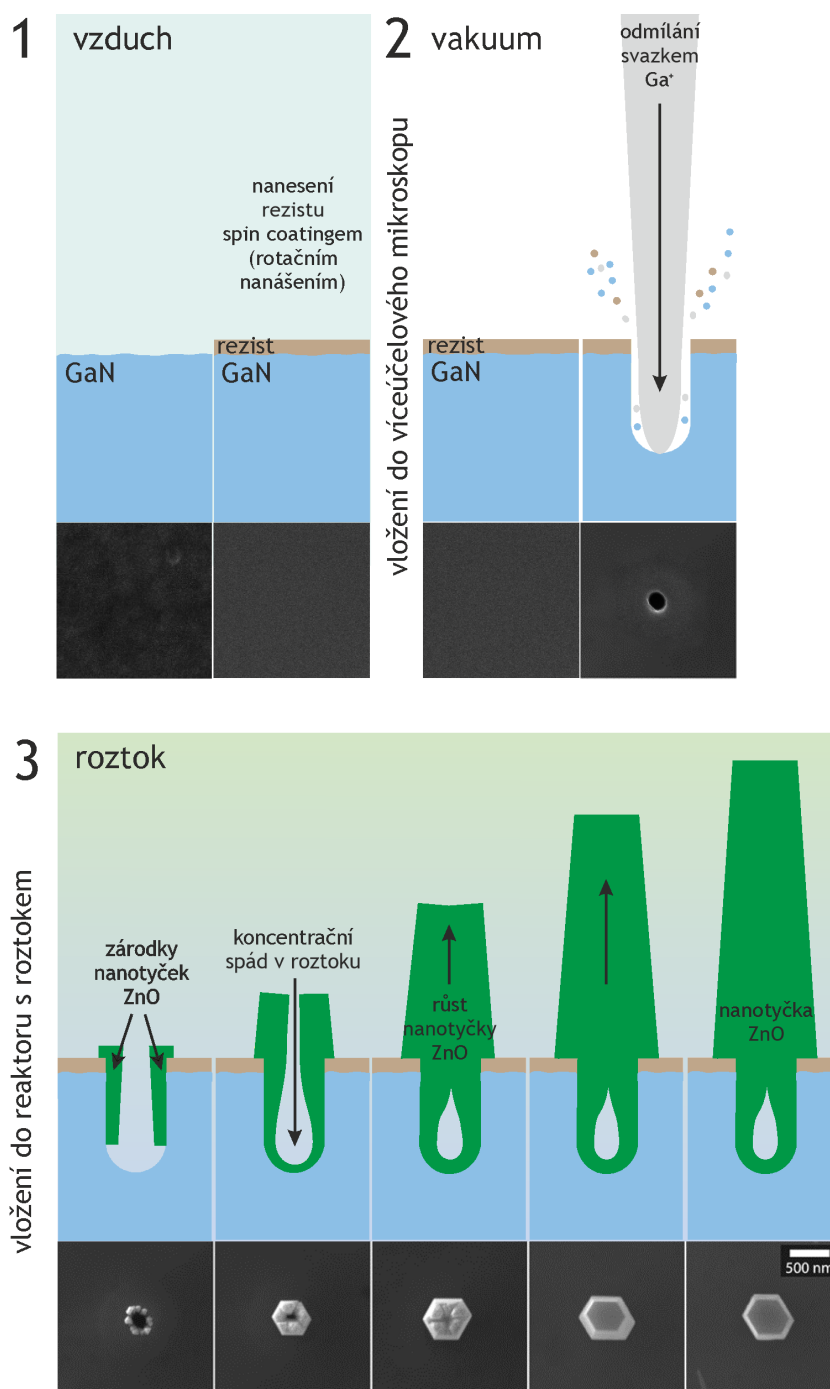 1 vzduch
nanesení
rezistu
spin coatingem
(rotačním
nanášením)
rezist
GaN
GaN
vložení do víceúčelového mikroskopu
2 vakuum
odmílání
svazkem
Ga⁺
rezist
GaN
vložení do reaktoru s roztokem
3 roztok
zárodky
nanotyček
ZnO
koncentrační
spád v roztoku
růst
nanotyčky
ZnO
nanotyčka
ZnO
500 nm